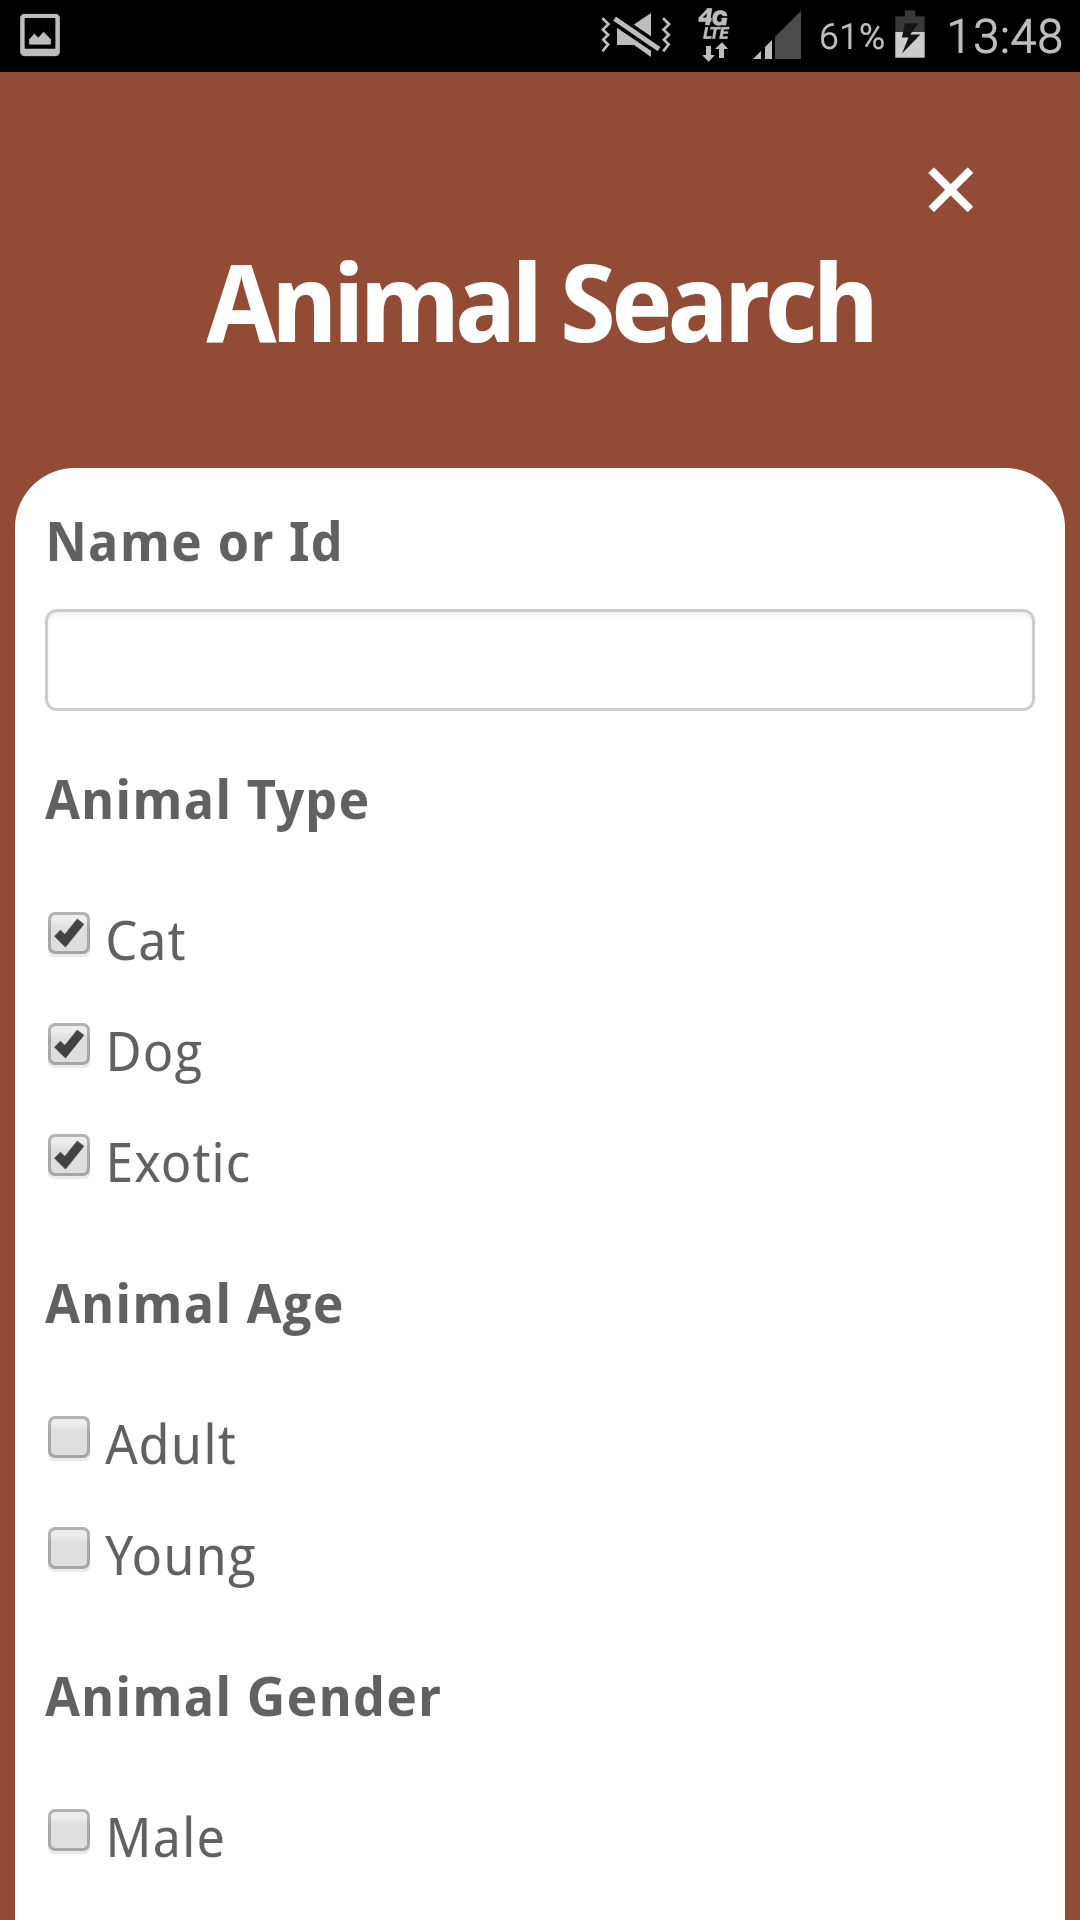 4G LTE 61% 13:48
Animal Search
Name or Id
Animal Type
Cat
Dog
Exotic
Animal Age
Adult
Young
Animal Gender
Male